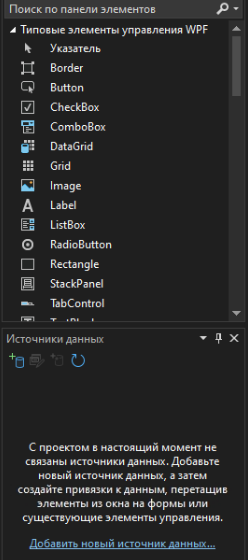 Поиск по панели элементов
Типовые элементы управления WPF
Указатель
Border
Button
CheckBox
ComboBox
DataGrid
Grid
Image
Label
ListBox
RadioButton
Rectangle
StackPanel
TabControl
Источники данных
С проектом в настоящий момент не
связаны источники данных. Добавьте
новый источник данных, а затем
создайте привязки к данным, перетащив
элементы из окна на формы или
существующие элементы управления.
Добавить новый источник данных...